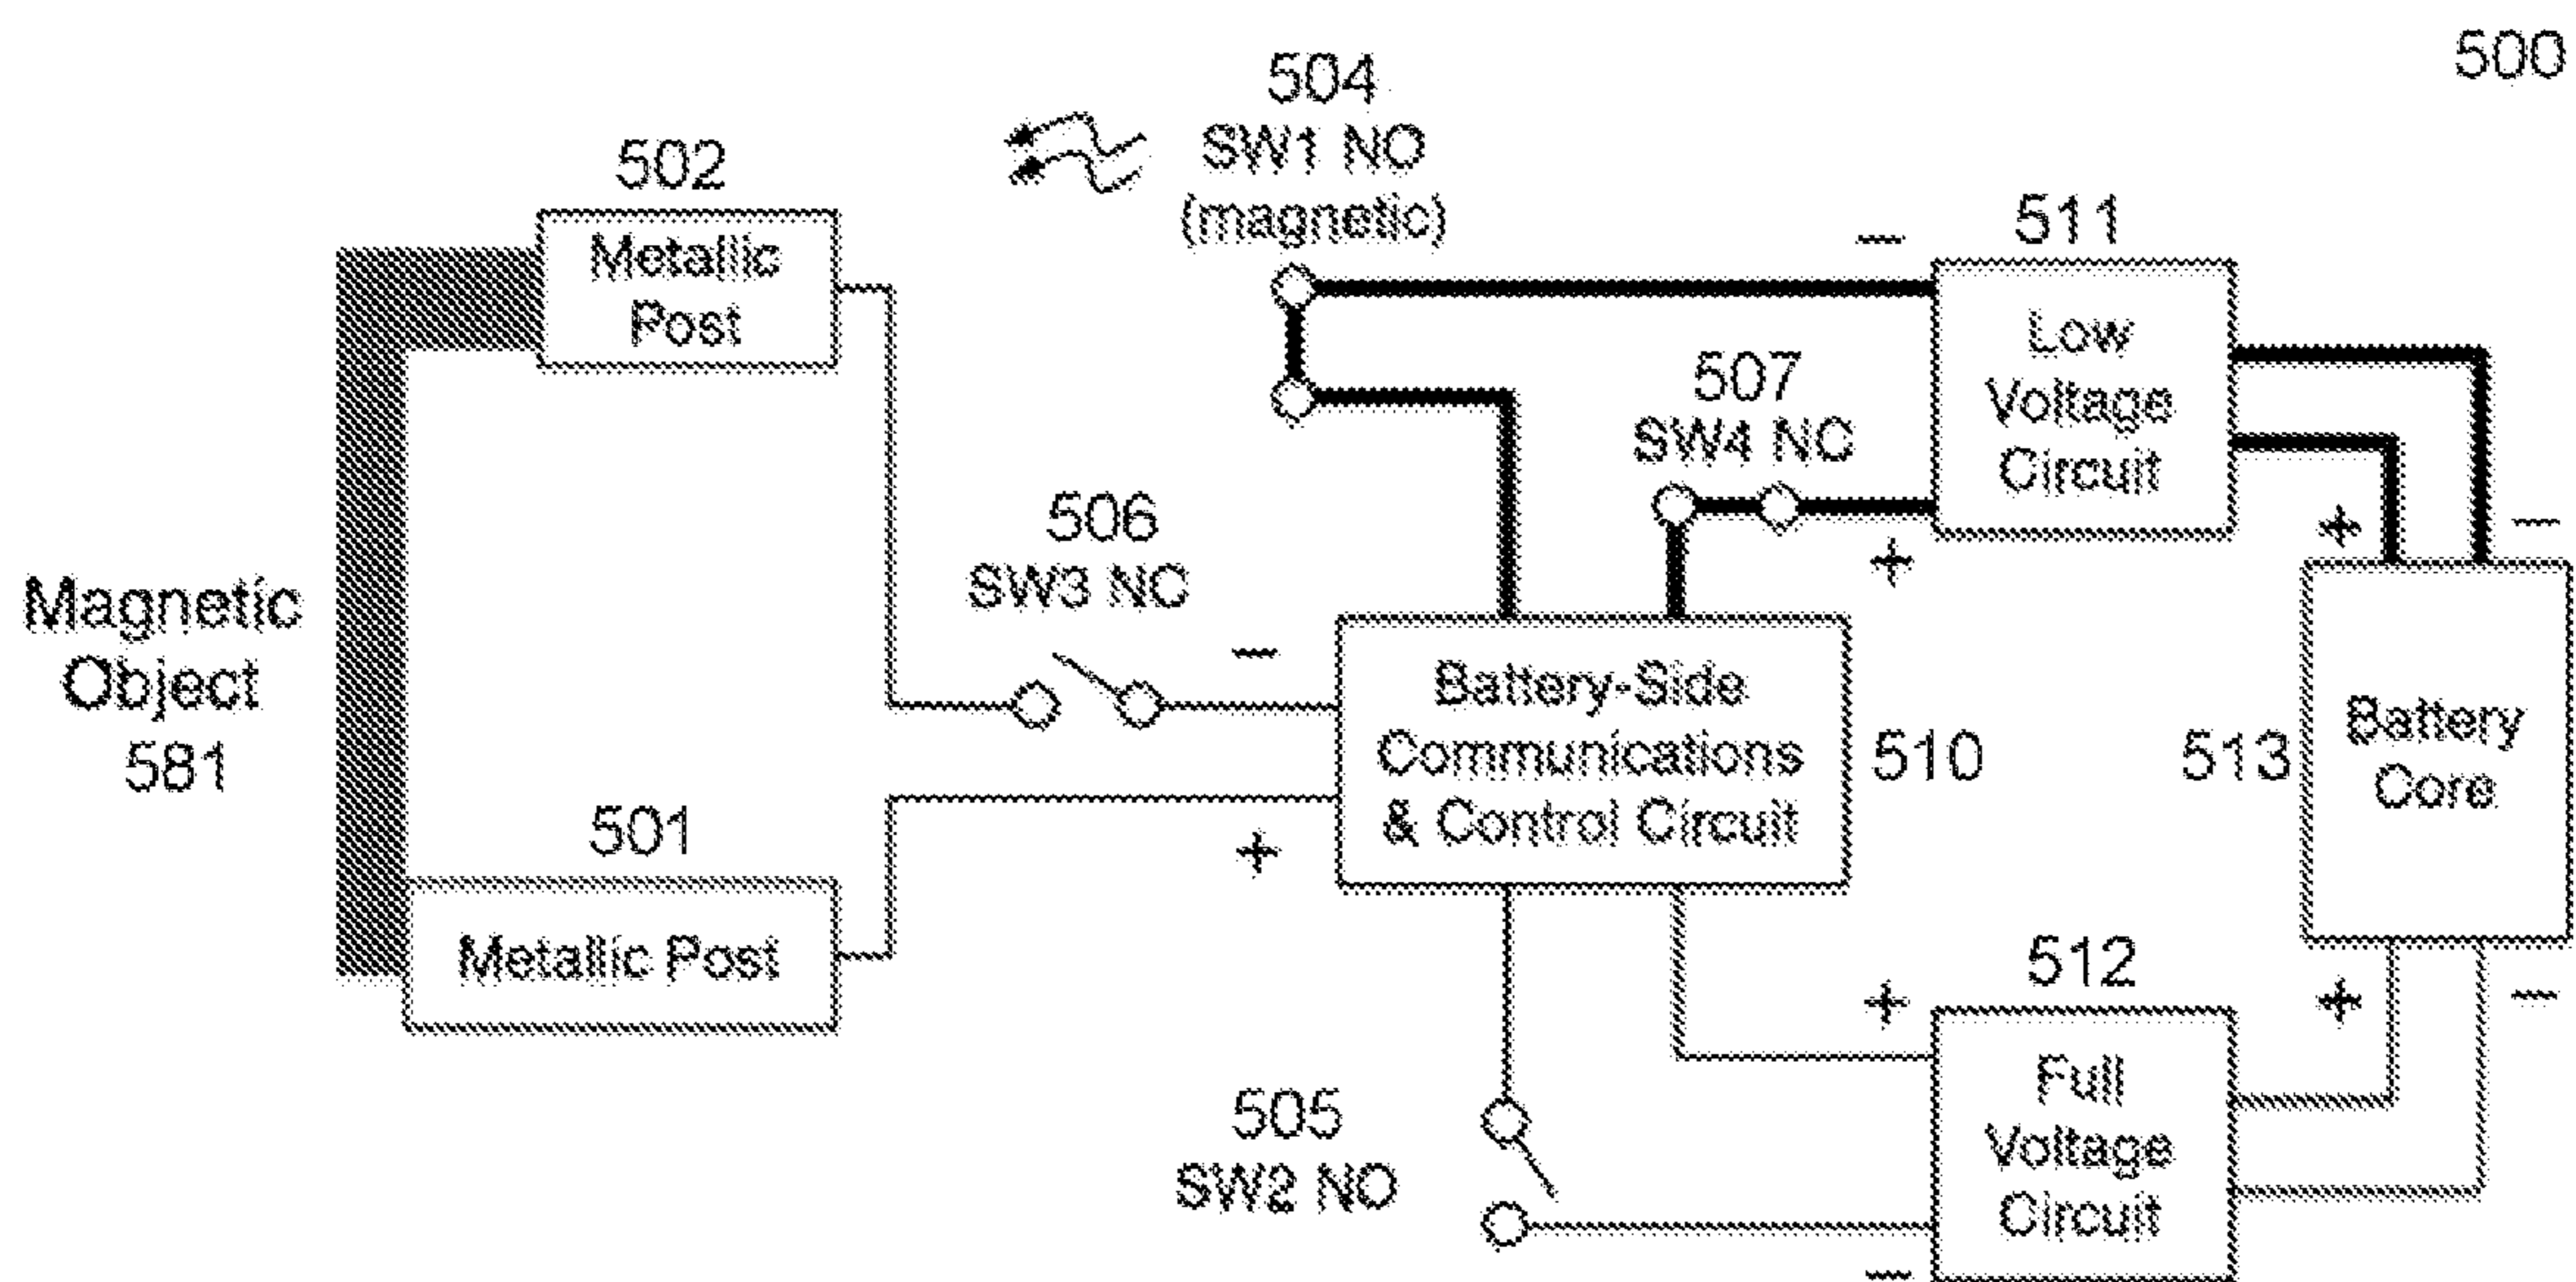 500
504
SW1 NO
(magnetic)
502
Metallic
Post
−
511
Low
Voltage
Circuit
507
SW4 NC
+
506
SW3 NC
−
+
−
Magnetic
Object
581
Battery-Side
Communications
& Control Circuit
510
513
Battery
Core
501
Metallic Post
+
512
Full
Voltage
Circuit
+
+
−
505
SW2 NO
−